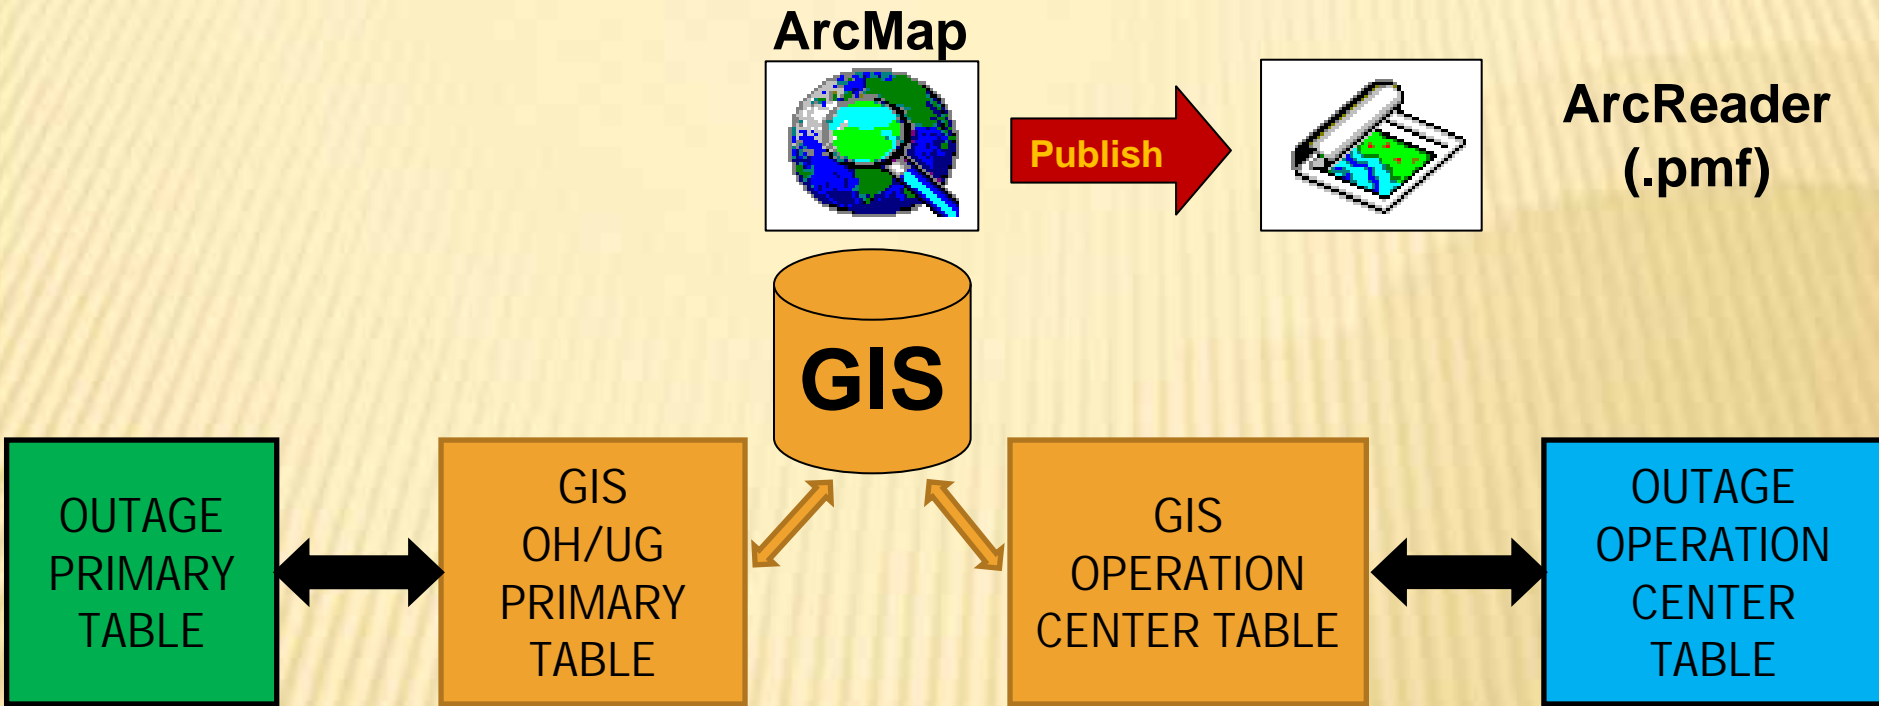 ArcMap
Publish
ArcReader
(.pmf)
GIS
OUTAGE
PRIMARY
TABLE
GIS
OH/UG
PRIMARY
TABLE
GIS
OPERATION
CENTER TABLE
OUTAGE
OPERATION
CENTER
TABLE